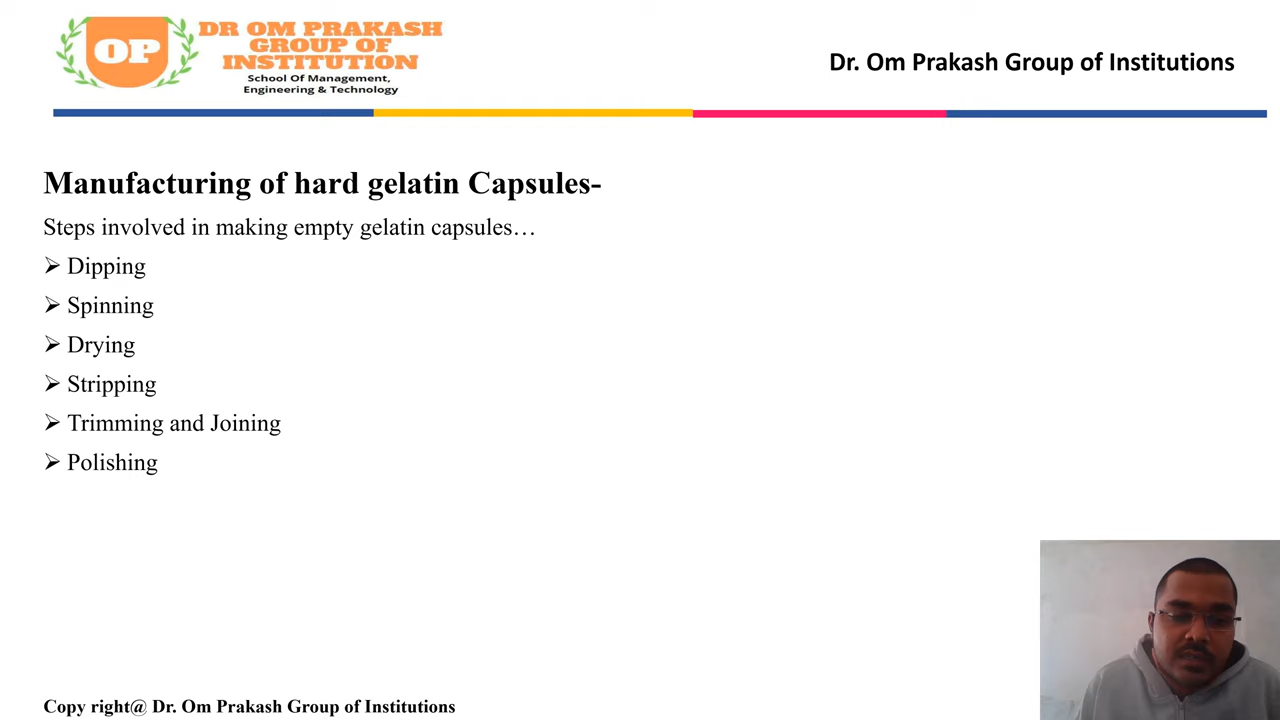 OP
DR OM PRAKASH
GROUP OF
INSTITUTION
School Of Management,
Engineering & Technology
Dr. Om Prakash Group of Institutions
Manufacturing of hard gelatin Capsules-
Steps involved in making empty gelatin capsules…
➢ Dipping
➢ Spinning
➢ Drying
➢ Stripping
➢ Trimming and Joining
➢ Polishing
Copy right@ Dr. Om Prakash Group of Institutions